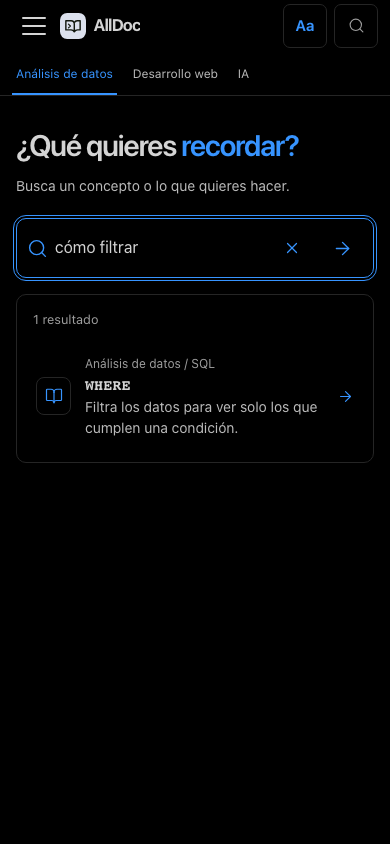 AllDoc
Aa
Análisis de datos
Desarrollo web
IA
¿Qué quieres recordar?
Busca un concepto o lo que quieres hacer.
cómo filtrar
1 resultado
Análisis de datos / SQL
WHERE
Filtra los datos para ver solo los que
cumplen una condición.